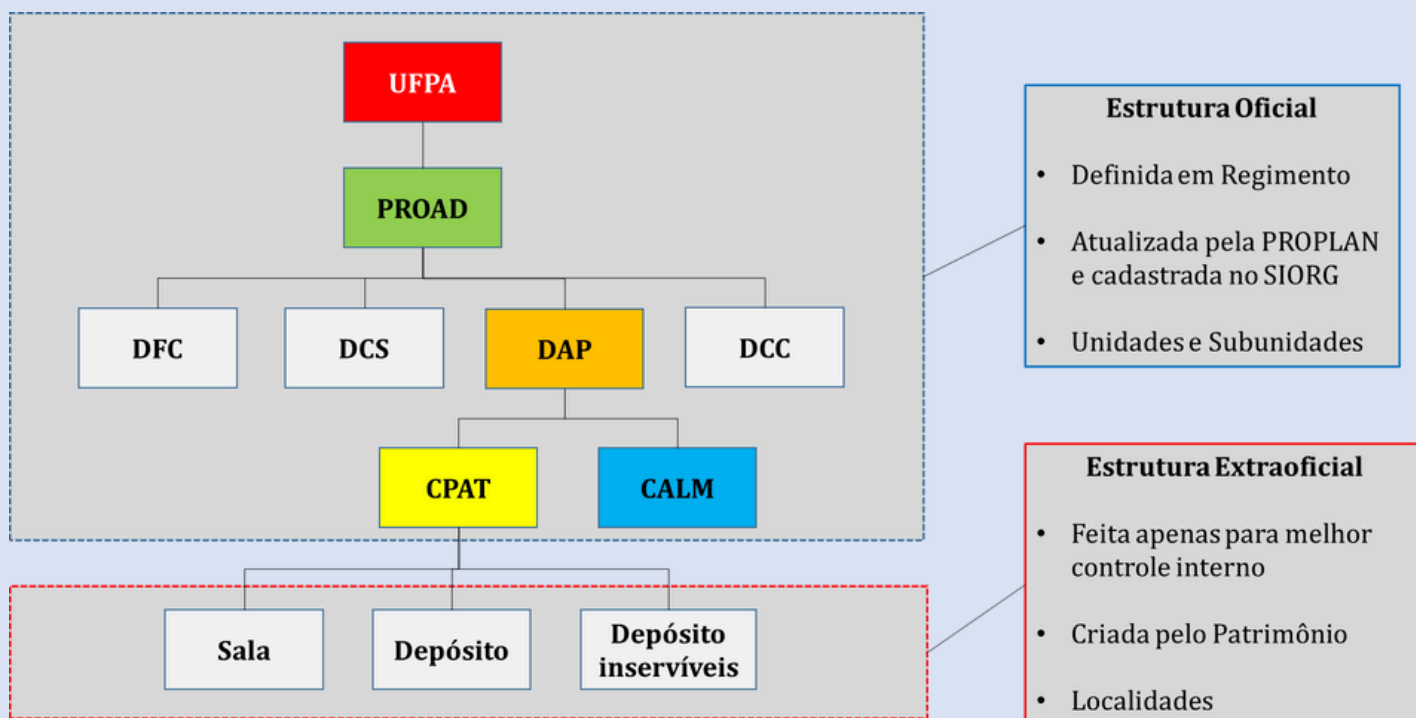 UFPA
PROAD
DFC
DCS
DAP
DCC
CPAT
CALM
Sala
Depósito
Depósito
inservíveis
Estrutura Oficial
• Definida em Regimento
• Atualizada pela PROPLAN
e cadastrada no SIORG
• Unidades e Subunidades
Estrutura Extraoficial
• Feita apenas para melhor
controle interno
• Criada pelo Patrimônio
• Localidades